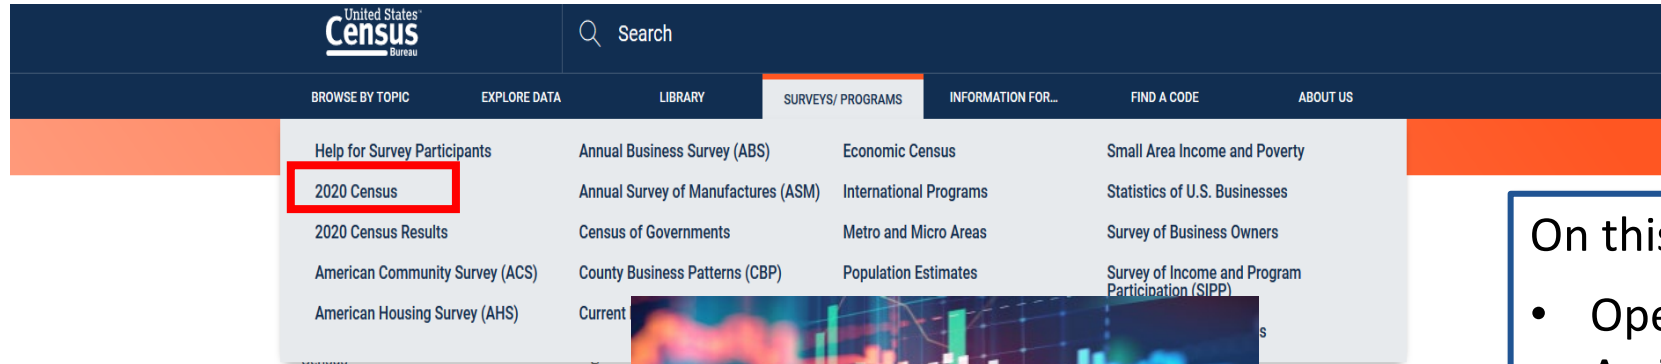 United States™
Census
Bureau
Search
BROWSE BY TOPIC EXPLORE DATA LIBRARY SURVEYS/ PROGRAMS INFORMATION FOR... FIND A CODE ABOUT US
Help for Survey Participants Annual Business Survey (ABS) Economic Census Small Area Income and Poverty
2020 Census Annual Survey of Manufactures (ASM) International Programs Statistics of U.S. Businesses
2020 Census Results Census of Governments Metro and Micro Areas Survey of Business Owners
American Community Survey (ACS) County Business Patterns (CBP) Population Estimates Survey of Income and Program
Participation (SIPP)
American Housing Survey (AHS) Current
s
On this
• Ope